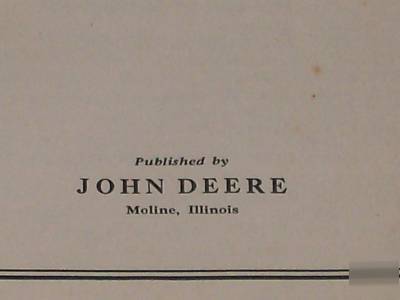 Published by
JOHN DEERE
Moline, Illinois